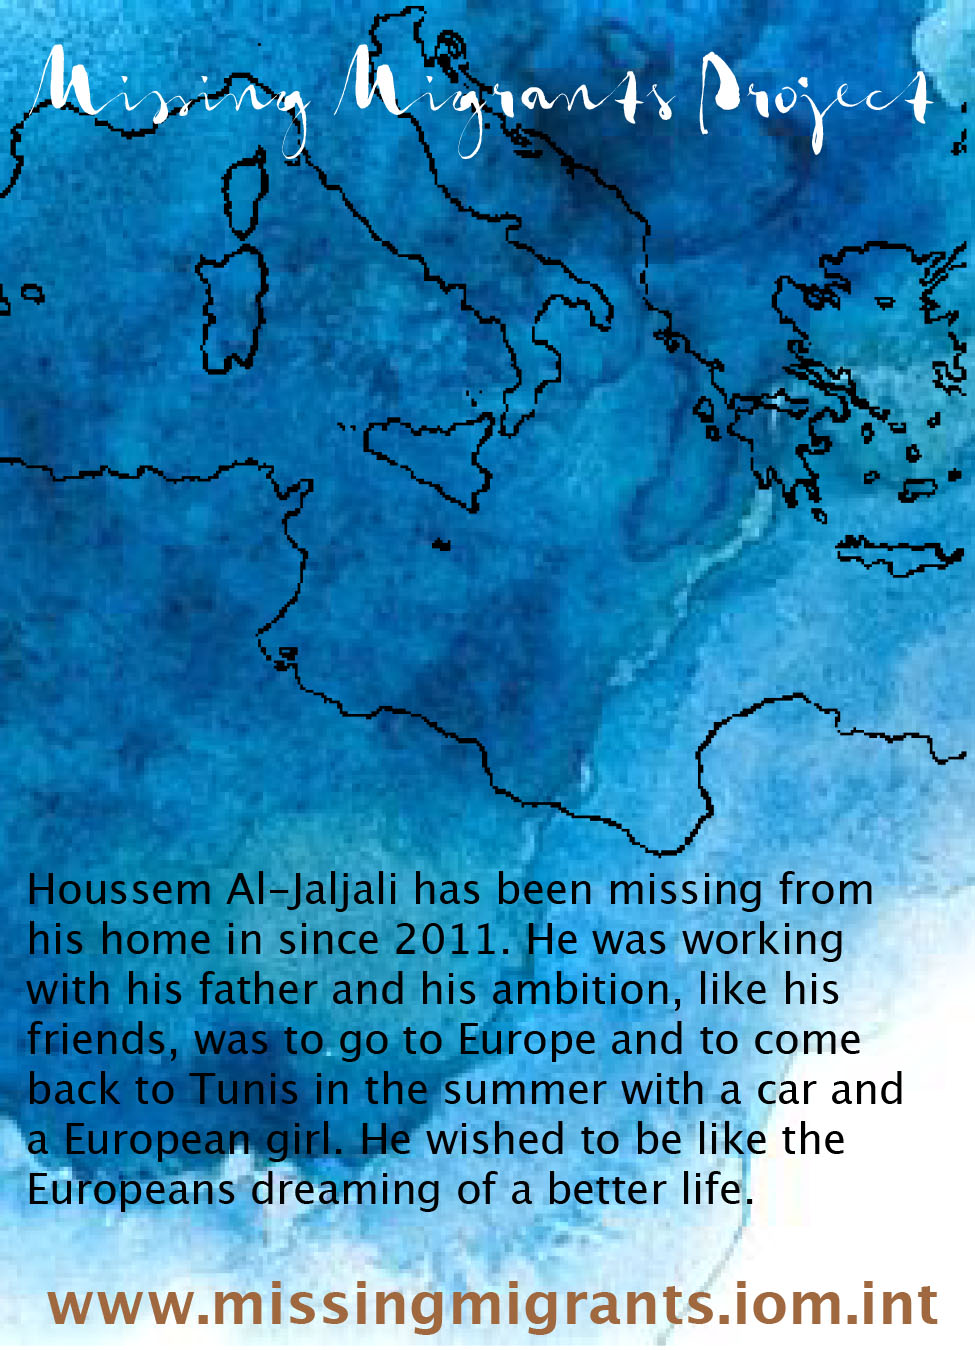 Missing Migrants Project
Houssem Al-Jaljali has been missing from
his home in since 2011. He was working
with his father and his ambition, like his
friends, was to go to Europe and to come
back to Tunis in the summer with a car and
a European girl. He wished to be like the
Europeans dreaming of a better life.
www.missingmigrants.iom.int